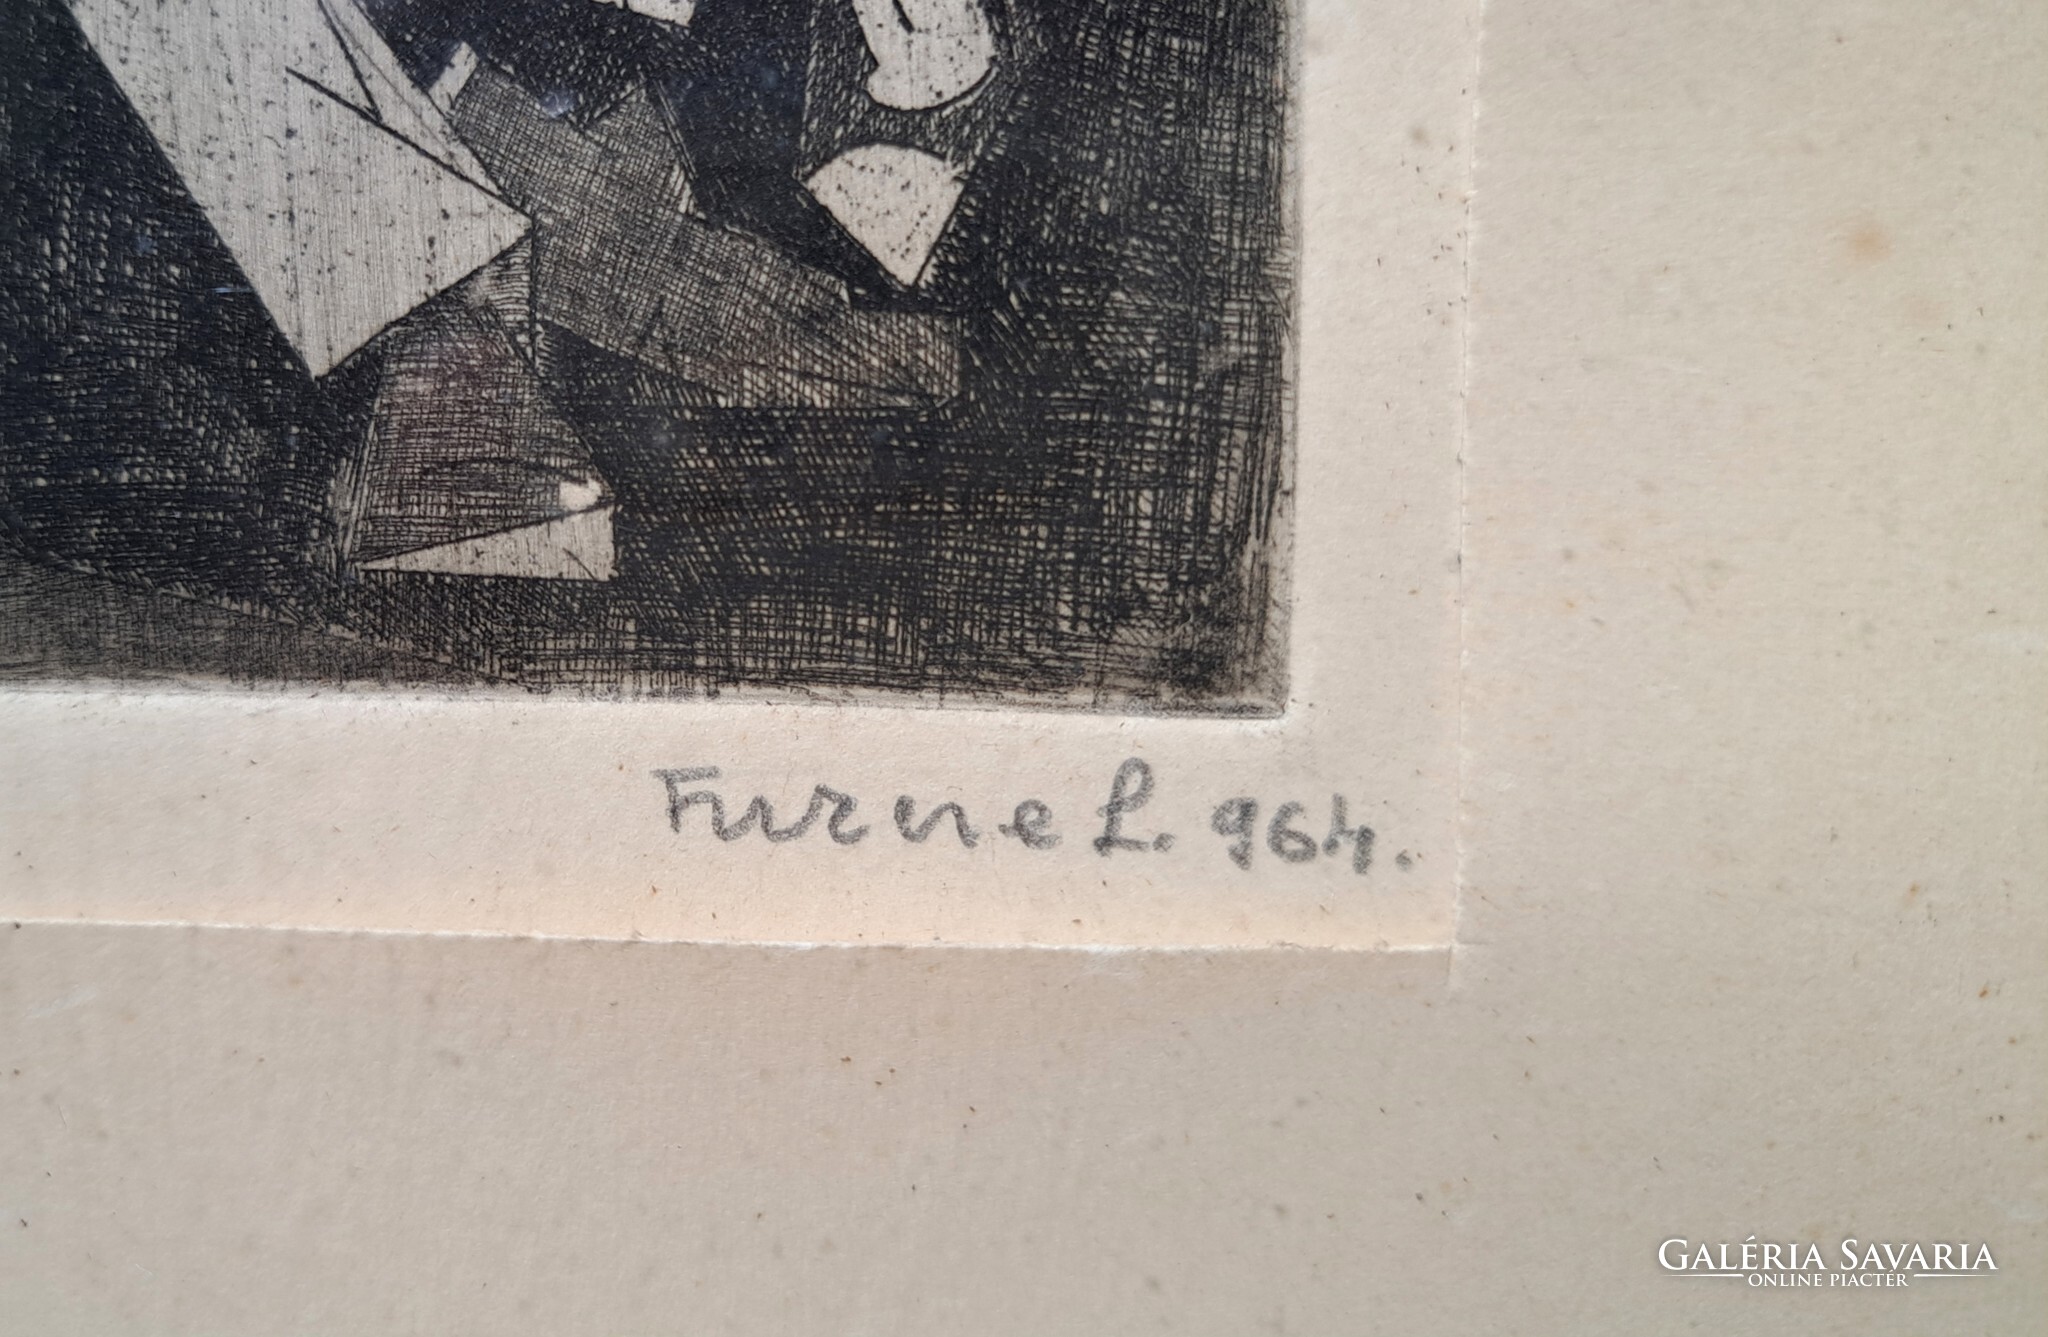 Furne L. 964.
GALÉRIA SAVARIA
ONLINE PIACTÉR